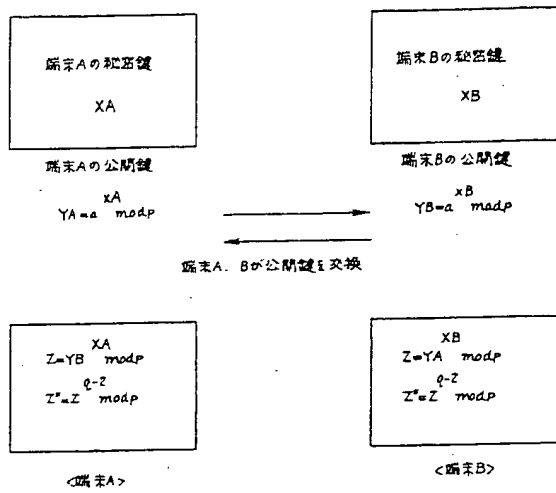 端末Aの秘密鍵
XA
端末Bの秘密鍵
XB
端末Aの公開鍵
YA=a^XA modp
端末Bの公開鍵
YB=a^XB modp
端末A.Bが公開鍵を交換
Z=YB^XA modp
Z*=Z^q-2 modp
Z=YA^XB modp
Z*=Z^q-2 modp
<端末A>
<端末B>